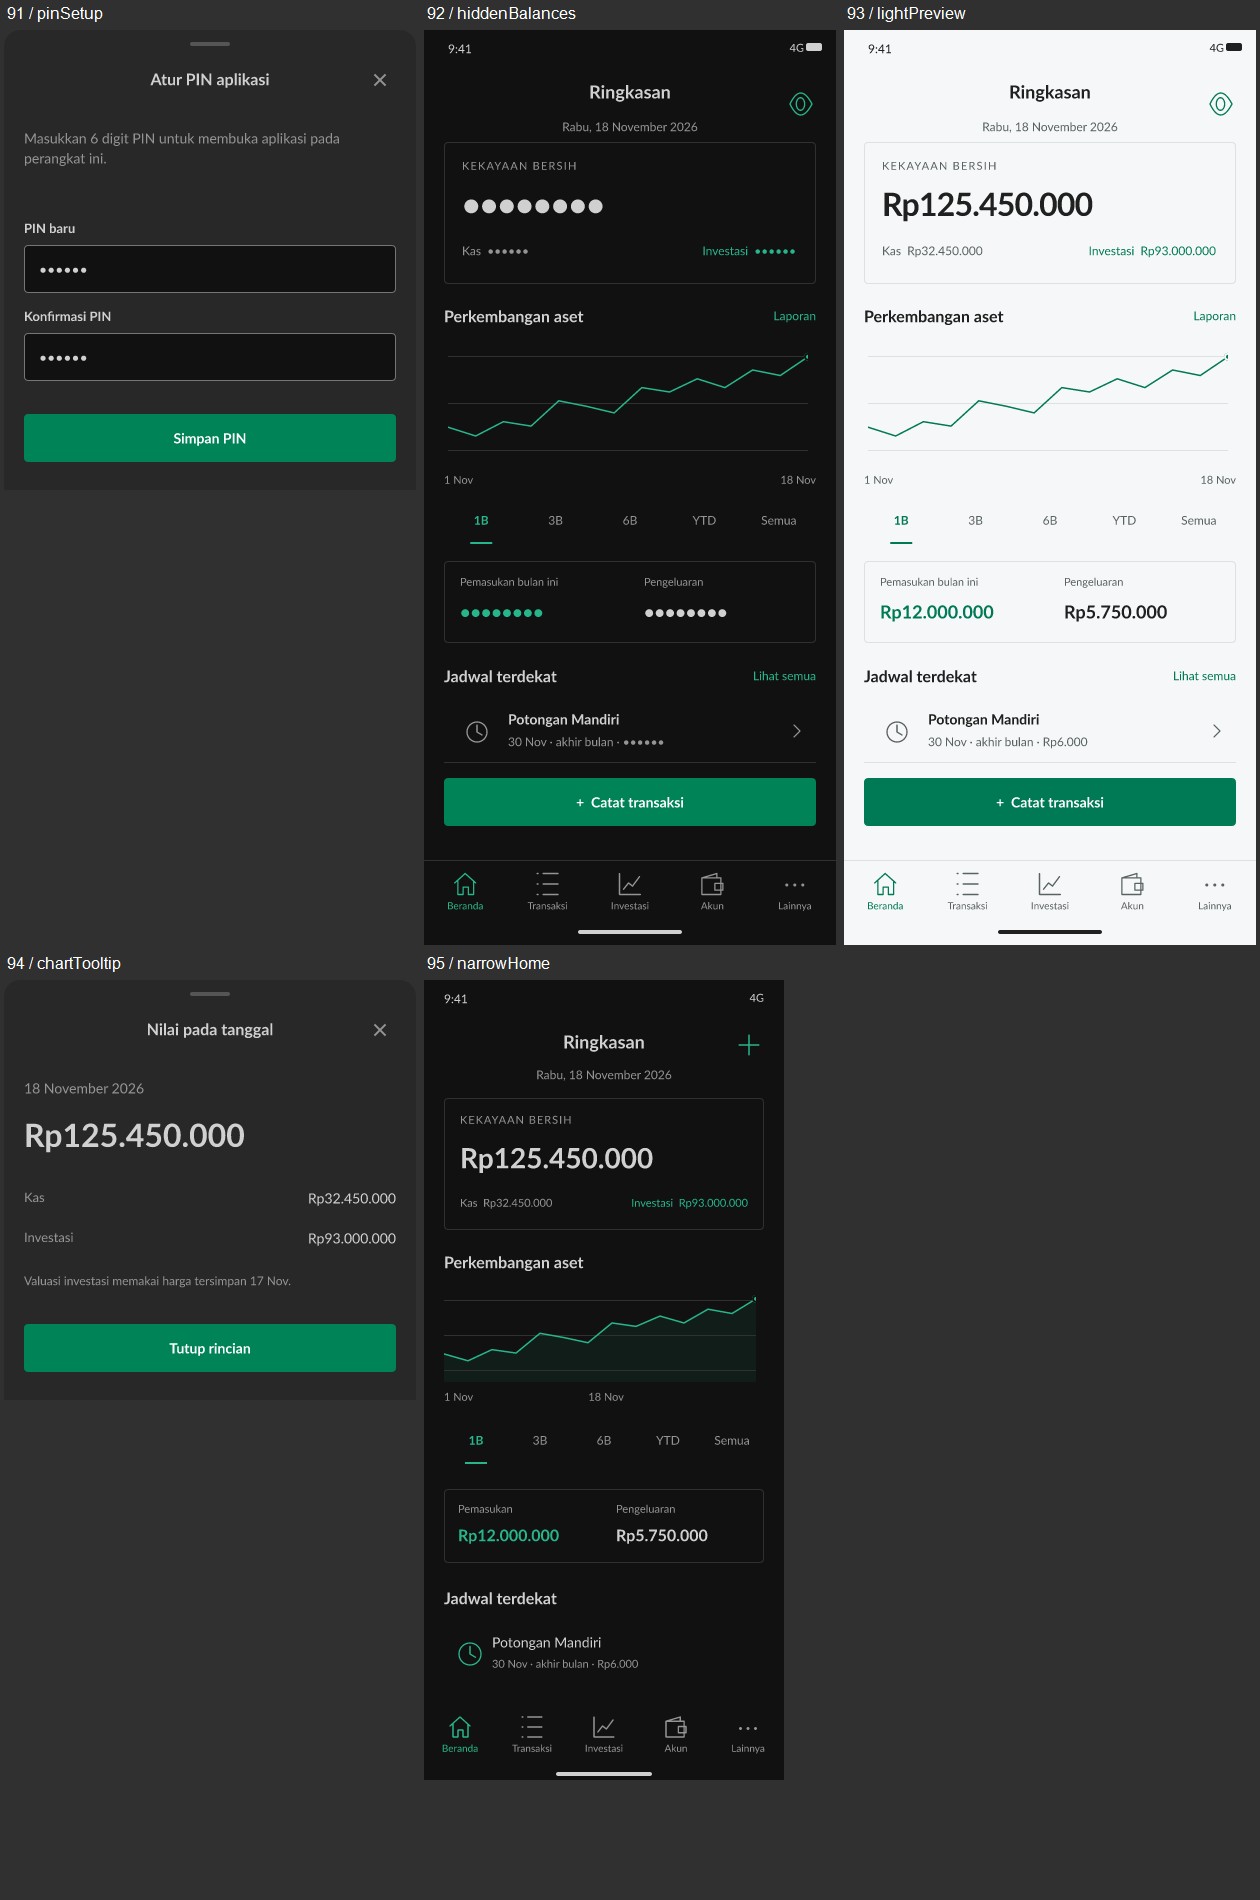 91 / pinSetup
Atur PIN aplikasi
Masukkan 6 digit PIN untuk membuka aplikasi pada
perangkat ini.
PIN baru
••••••
Konfirmasi PIN
••••••
Simpan PIN
92 / hiddenBalances
9:41
4G
Ringkasan
Rabu, 18 November 2026
KEKAYAAN BERSIH
●●●●●●●●
Kas ••••••
Investasi ••••••
Perkembangan aset
Laporan
1 Nov
18 Nov
1B
3B
6B
YTD
Semua
Pemasukan bulan ini
Pengeluaran
●●●●●●●●
●●●●●●●●
Jadwal terdekat
Lihat semua
Potongan Mandiri
30 Nov · akhir bulan · ••••••
+ Catat transaksi
Beranda
Transaksi
Investasi
Akun
Lainnya
93 / lightPreview
9:41
4G
Ringkasan
Rabu, 18 November 2026
KEKAYAAN BERSIH
Rp125.450.000
Kas Rp32.450.000
Investasi Rp93.000.000
Perkembangan aset
Laporan
1 Nov
18 Nov
1B
3B
6B
YTD
Semua
Pemasukan bulan ini
Pengeluaran
Rp12.000.000
Rp5.750.000
Jadwal terdekat
Lihat semua
Potongan Mandiri
30 Nov · akhir bulan · Rp6.000
+ Catat transaksi
Beranda
Transaksi
Investasi
Akun
Lainnya
94 / chartTooltip
Nilai pada tanggal
18 November 2026
Rp125.450.000
Kas
Rp32.450.000
Investasi
Rp93.000.000
Valuasi investasi memakai harga tersimpan 17 Nov.
Tutup rincian
95 / narrowHome
9:41
4G
Ringkasan
Rabu, 18 November 2026
KEKAYAAN BERSIH
Rp125.450.000
Kas Rp32.450.000
Investasi Rp93.000.000
Perkembangan aset
1 Nov
18 Nov
1B
3B
6B
YTD
Semua
Pemasukan
Pengeluaran
Rp12.000.000
Rp5.750.000
Jadwal terdekat
Potongan Mandiri
30 Nov · akhir bulan · Rp6.000
Beranda
Transaksi
Investasi
Akun
Lainnya